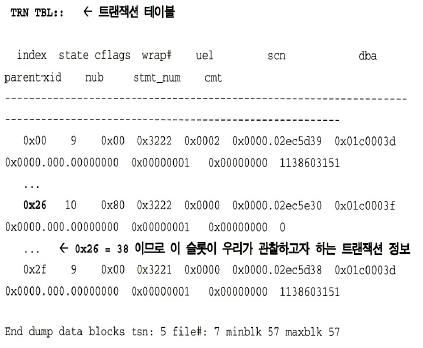 TRN TBL:: ← 트랜잭션 테이블
index state cflags wrap# uel scn dba
parent-xid nub stmt_num cmt
--------------------------------------------------------------------
---------------------------------------------------------
0x00 9 0x00 0x3222 0x0002 0x0000.02ec5d39 0x01c0003d
0x0000.000.00000000 0x00000001 0x00000000 1138603151
...
0x26 10 0x80 0x3222 0x0000 0x0000.02ec5e30 0x01c0003f
0x0000.000.00000000 0x00000001 0x00000000 0
... ← 0x26 = 38 이므로 이 슬롯이 우리가 관찰하고자 하는 트랜잭션 정보
0x2f 9 0x00 0x3221 0x0000 0x0000.02ec5d38 0x01c0003d
0x0000.000.00000000 0x00000001 0x00000000 1138603151
End dump data blocks tsn: 5 file#: 7 minblk 57 maxblk 57